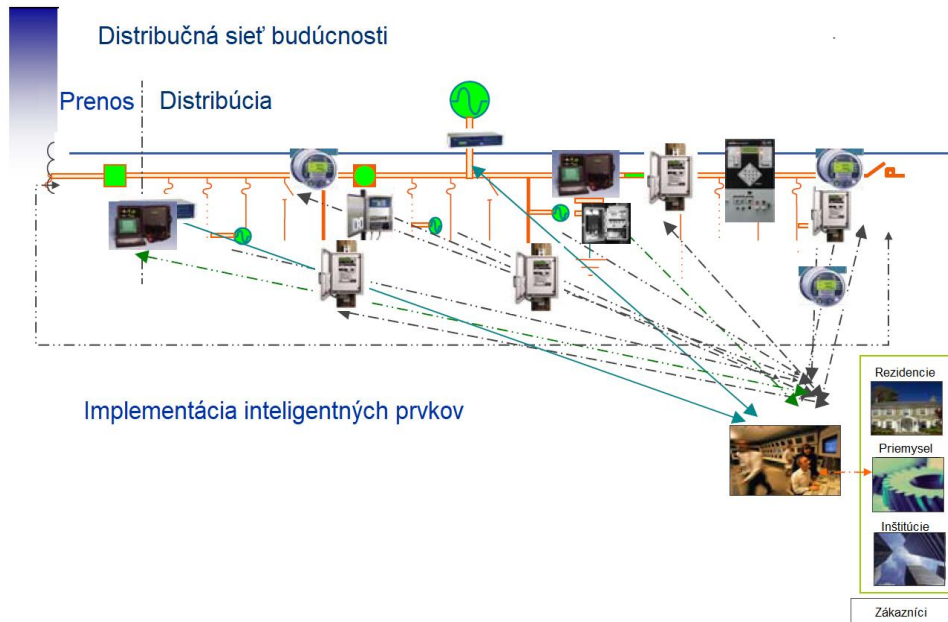 Distribučná sieť budúcnosti
Prenos
Distribúcia
Implementácia inteligentných prvkov
Rezidencie
Priemysel
Inštitúcie
Zákazníci